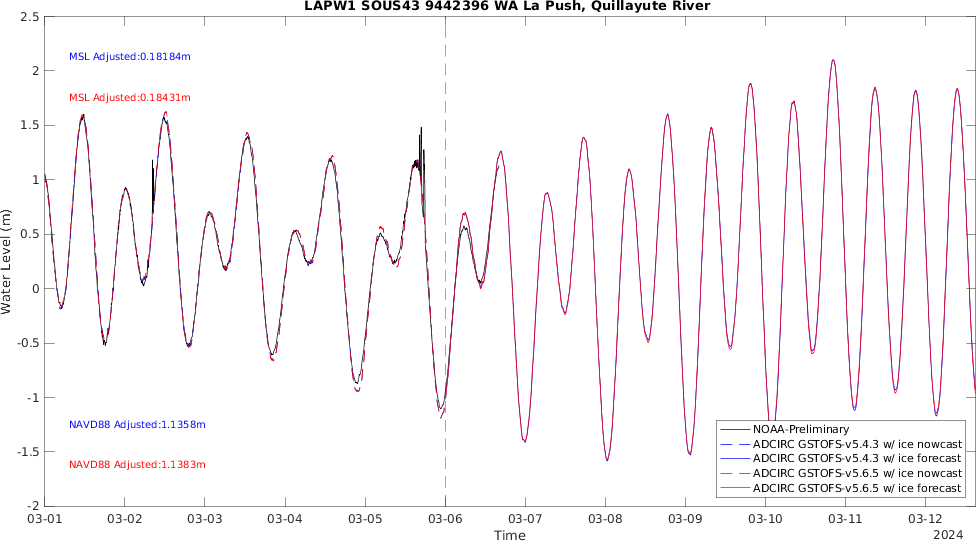 LAPW1 SOUS43 9442396 WA La Push, Quillayute River
2.5
2
1.5
1
0.5
0
-0.5
-1
-1.5
-2
Water Level (m)
MSL Adjusted:0.18184m
MSL Adjusted:0.18431m
NAVD88 Adjusted:1.1358m
NAVD88 Adjusted:1.1383m
NOAA-Preliminary
ADCIRC GSTOFS-v5.4.3 w/ ice nowcast
ADCIRC GSTOFS-v5.4.3 w/ ice forecast
ADCIRC GSTOFS-v5.6.5 w/ ice nowcast
ADCIRC GSTOFS-v5.6.5 w/ ice forecast
03-01 03-02 03-03 03-04 03-05 03-06 03-07 03-08 03-09 03-10 03-11 03-12
Time
2024